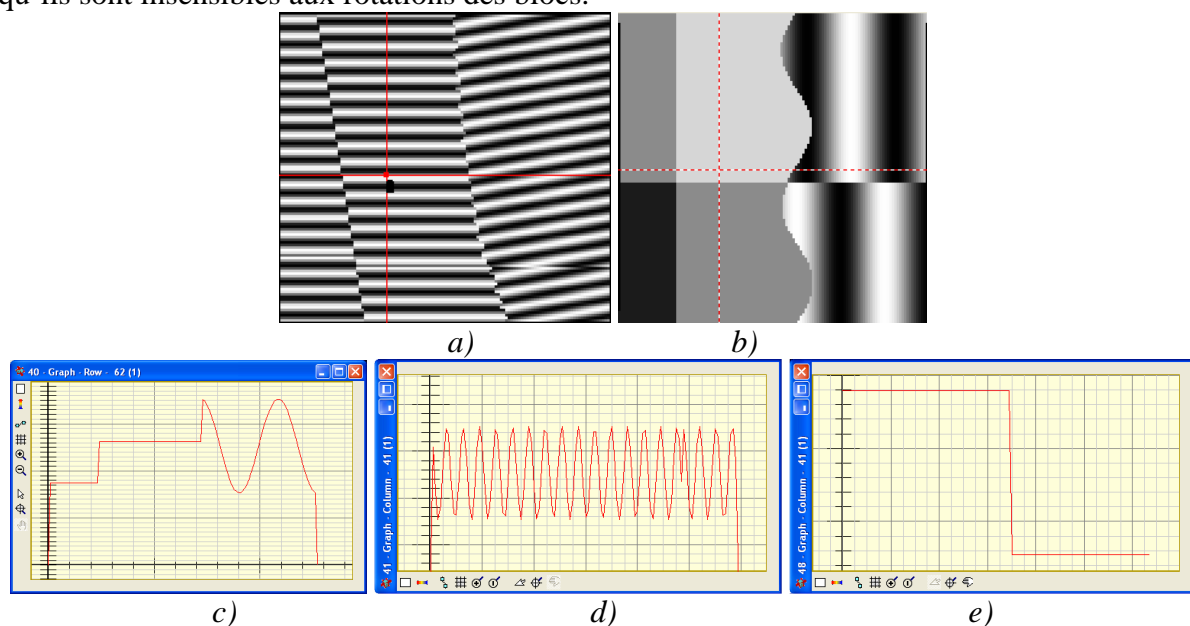 qu'ils sont insensibles aux rotations des blocs.
a) b)
40 - Graph - Row - 62 (1)
41 - Graph - Column - 41 (1)
48 - Graph - Column - 41 (1)
c) d) e)